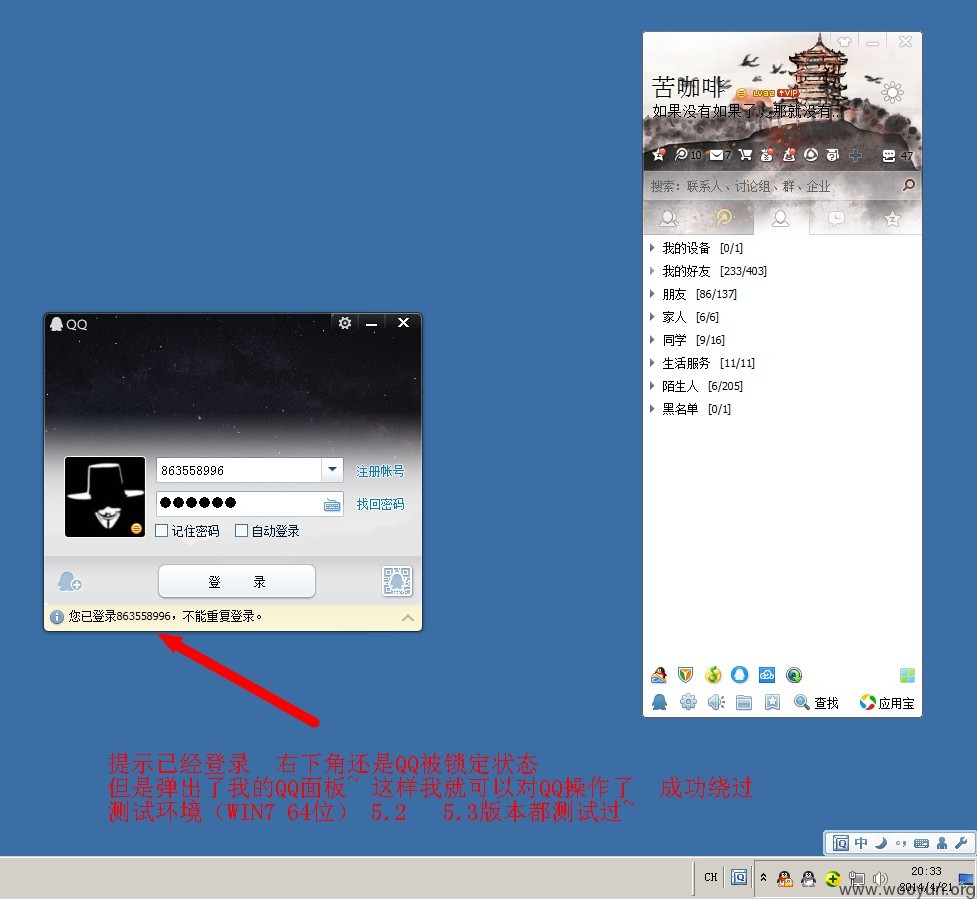 苦咖啡
LV32 VIP
如果没有如果了，那就没有...
10
7
47
搜索：联系人、讨论组、群、企业
我的设备 [0/1]
我的好友 [233/403]
朋友 [86/137]
家人 [6/6]
同学 [9/16]
生活服务 [11/11]
陌生人 [6/205]
黑名单 [0/1]
查找
应用宝
QQ
863558996
注册帐号
●●●●●●
找回密码
记住密码
自动登录
登 录
您已登录863558996，不能重复登录。
提示已经登录 右下角还是QQ被锁定状态
但是弹出了我的QQ面板~ 这样我就可以对QQ操作了 成功绕过
测试环境（WIN7 64位） 5.2 5.3版本都测试过~
中
CH
20:33
2014/4/21
www.wooyun.org